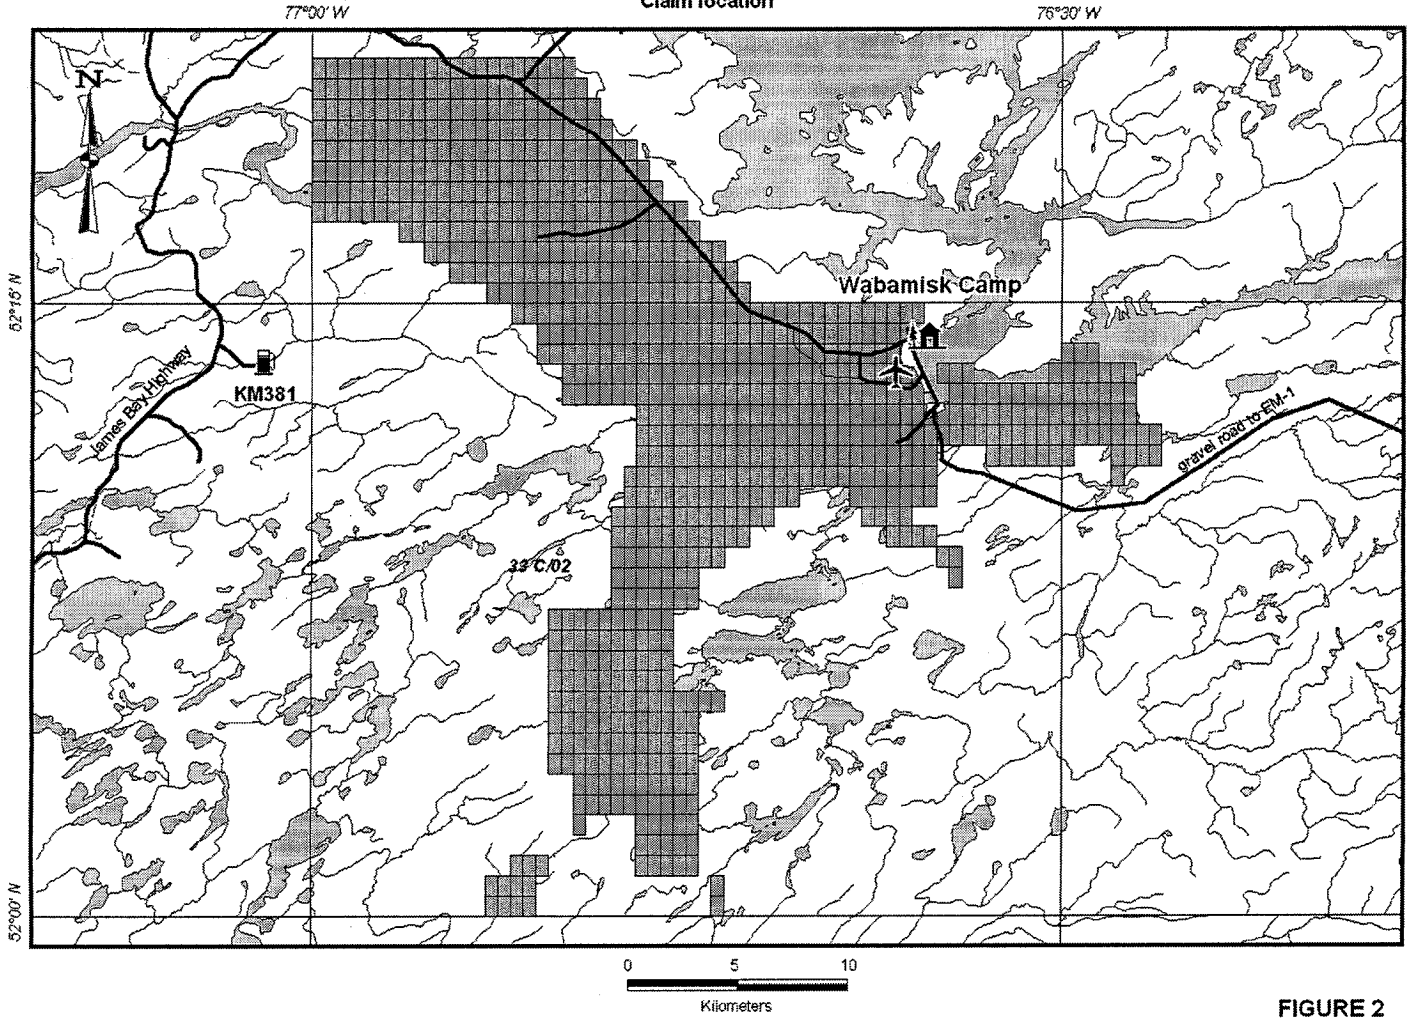 Claim location
77°00' W
76°30' W
N
52°15' N
Wabamisk Camp
KM381
James Bay Highway
gravel road to EM-1
33 C/02
52°00' N
0 5 10
Kilometers
FIGURE 2